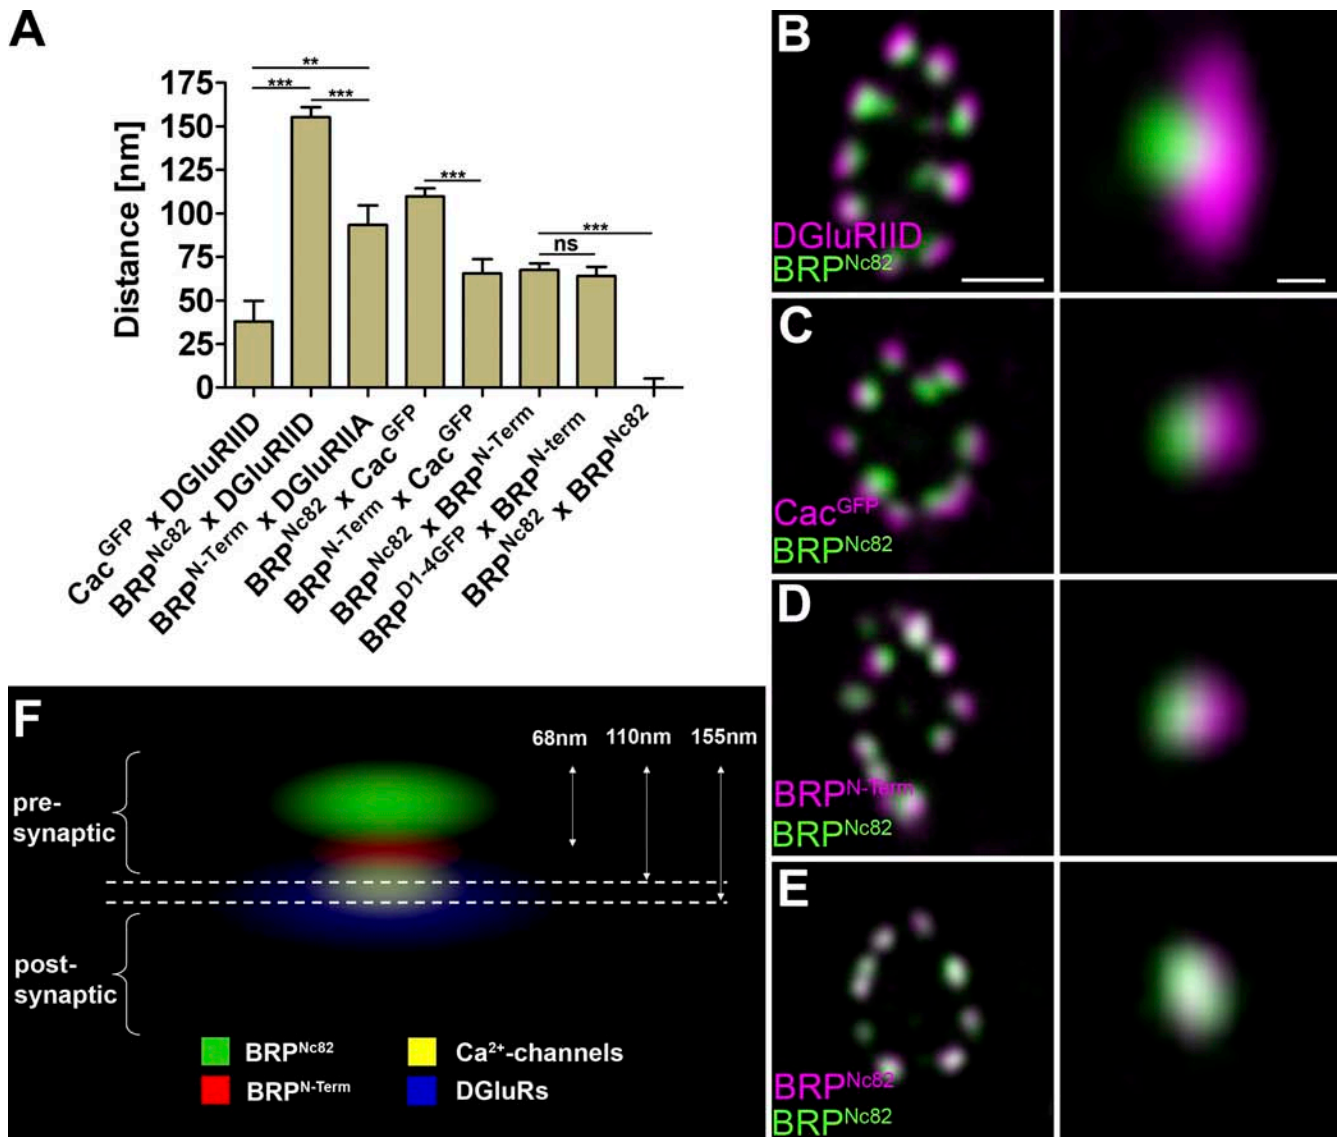 A
Distance [nm]
175
150
125
100
75
50
25
0
**
***
***
***
***
ns
Cac^GFP x DGluRIID
BRP^Nc82 x DGluRIID
BRP^N-Term x DGluRIIA
BRP^Nc82 x Cac^GFP
BRP^N-Term x Cac^GFP
BRP^Nc82 x BRP^N-Term
BRP^D1-4GFP x BRP^N-term
BRP^Nc82 x BRP^Nc82
B
DGluRIID
BRP^Nc82
C
Cac^GFP
BRP^Nc82
D
BRP^N-Term
BRP^Nc82
E
BRP^Nc82
BRP^Nc82
F
68nm 110nm 155nm
pre-
synaptic
post-
synaptic
BRP^Nc82
BRP^N-Term
Ca²⁺-channels
DGluRs